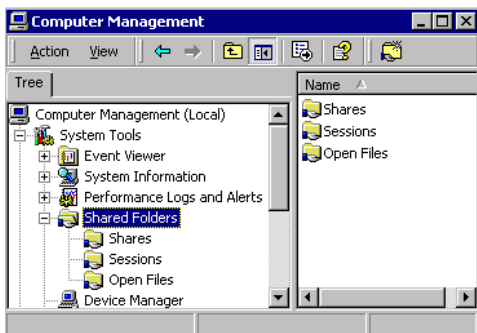 Computer Management
Action View
Tree
Name
Computer Management (Local)
System Tools
Event Viewer
System Information
Performance Logs and Alerts
Shared Folders
Shares
Sessions
Open Files
Device Manager
Shares
Sessions
Open Files